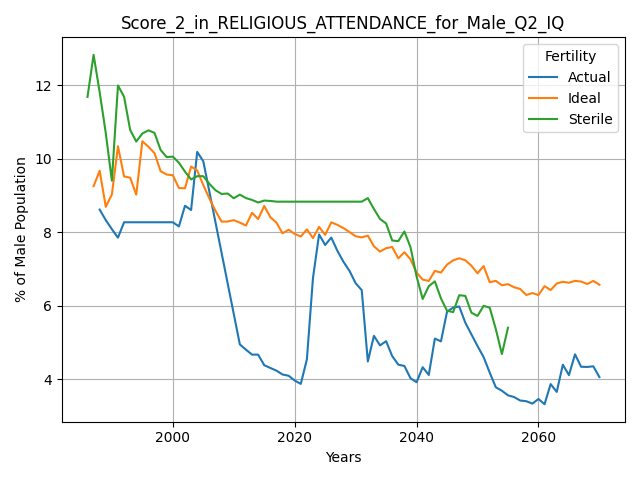 Score_2_in_RELIGIOUS_ATTENDANCE_for_Male_Q2_IQ
Fertility
Actual
Ideal
Sterile
% of Male Population
12
10
8
6
4
2000
2020
2040
2060
Years